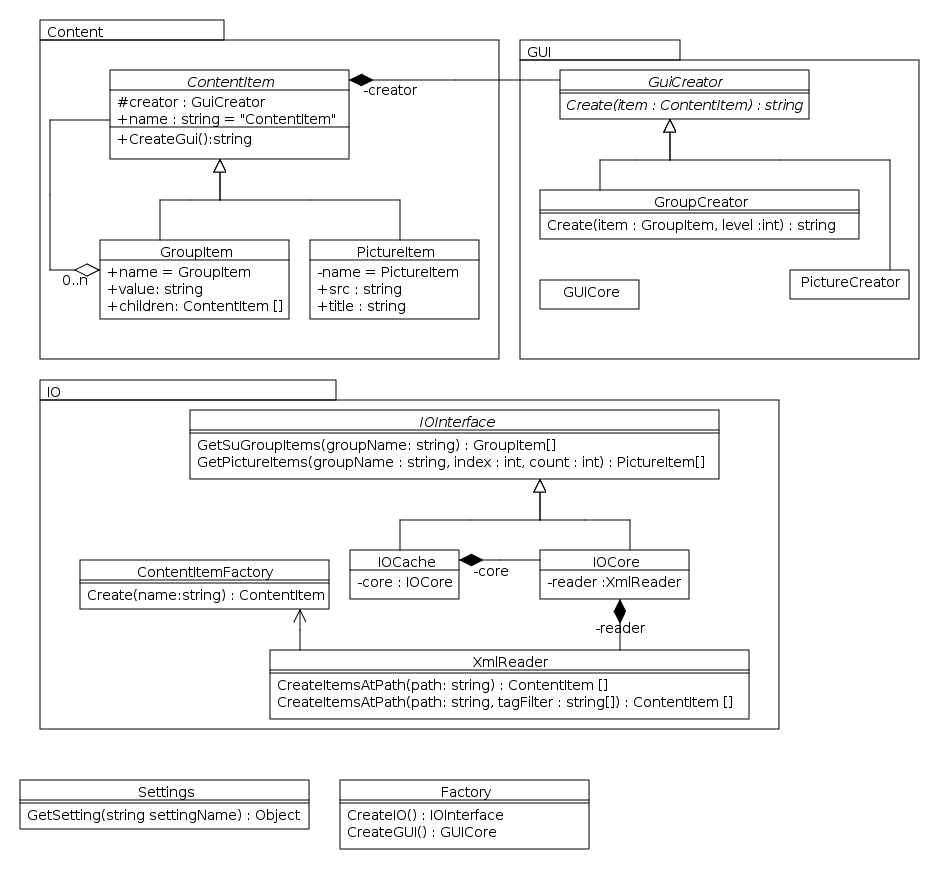 Content
ContentItem
#creator : GuiCreator
+name : string = "ContentItem"
+CreateGui():string
-creator
GroupItem
+name = GroupItem
+value: string
+children: ContentItem []
0..n
PictureItem
-name = PictureItem
+src : string
+title : string
GUI
GuiCreator
Create(item : ContentItem) : string
GroupCreator
Create(item : GroupItem, level :int) : string
GUICore
PictureCreator
IO
IOInterface
GetSuGroupItems(groupName: string) : GroupItem[]
GetPictureItems(groupName : string, index : int, count : int) : PictureItem[]
ContentItemFactory
Create(name:string) : ContentItem
IOCache
-core : IOCore
-core
IOCore
-reader :XmlReader
-reader
XmlReader
CreateItemsAtPath(path: string) : ContentItem []
CreateItemsAtPath(path: string, tagFilter : string[]) : ContentItem []
Settings
GetSetting(string settingName) : Object
Factory
CreateIO() : IOInterface
CreateGUI() : GUICore